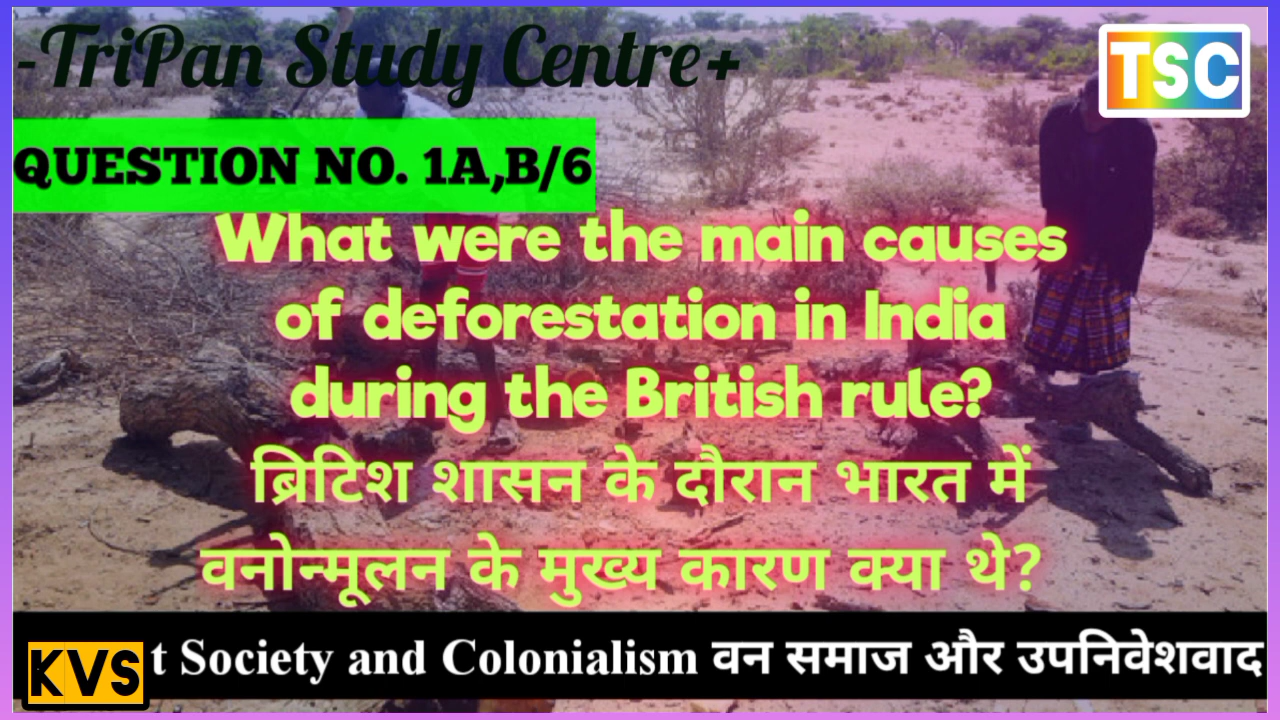 -TriPan Study Centre+
TSC
QUESTION NO. 1A,B/6
What were the main causes
of deforestation in India
during the British rule?
ब्रिटिश शासन के दौरान भारत में
वनोन्मूलन के मुख्य कारण क्या थे?
KVS
t Society and Colonialism वन समाज और उपनिवेशवाद